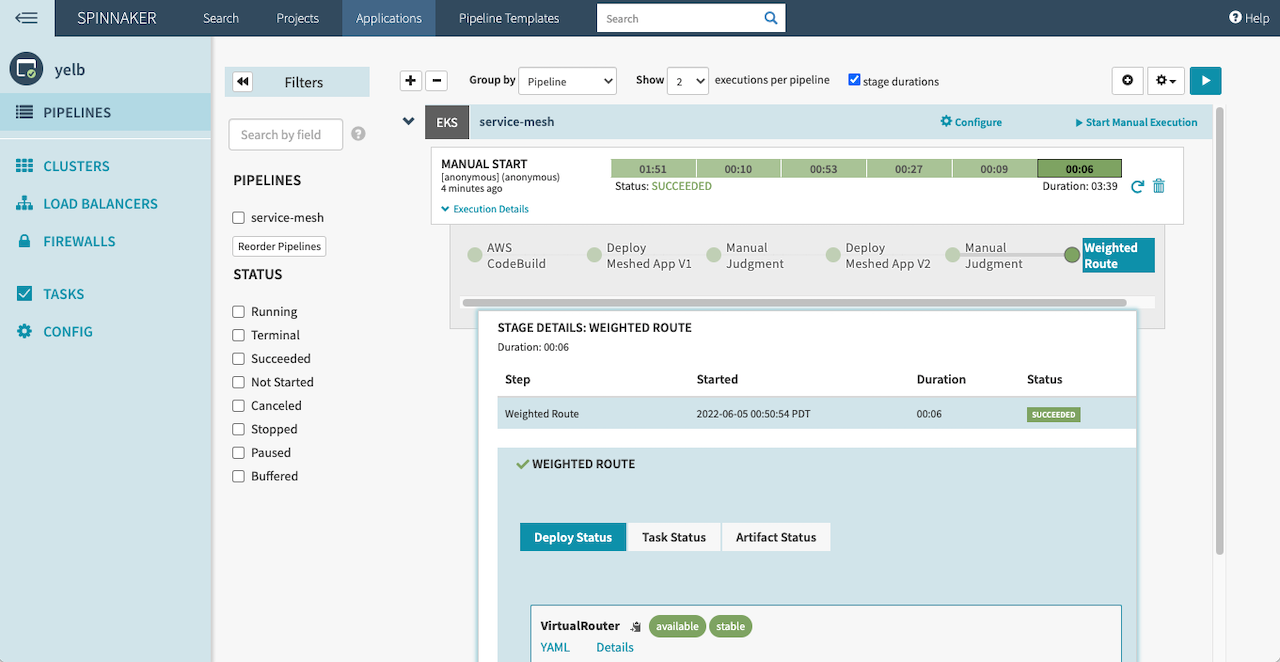 SPINNAKER Search Projects Applications Pipeline Templates Search Help
yelb
PIPELINES
CLUSTERS
LOAD BALANCERS
FIREWALLS
TASKS
CONFIG
Filters
Search by field ?
PIPELINES
service-mesh
Reorder Pipelines
STATUS
Running
Terminal
Succeeded
Not Started
Canceled
Stopped
Paused
Buffered
Group by Pipeline Show 2 executions per pipeline stage durations
EKS service-mesh Configure Start Manual Execution
MANUAL START
[anonymous] (anonymous)
4 minutes ago
01:51 00:10 00:53 00:27 00:09 00:06
Status: SUCCEEDED Duration: 03:39
Execution Details
AWS
CodeBuild
Deploy
Meshed App V1
Manual
Judgment
Deploy
Meshed App V2
Manual
Judgment
Weighted
Route
STAGE DETAILS: WEIGHTED ROUTE
Duration: 00:06
Step Started Duration Status
Weighted Route 2022-06-05 00:50:54 PDT 00:06 SUCCEEDED
WEIGHTED ROUTE
Deploy Status Task Status Artifact Status
VirtualRouter available stable
YAML Details